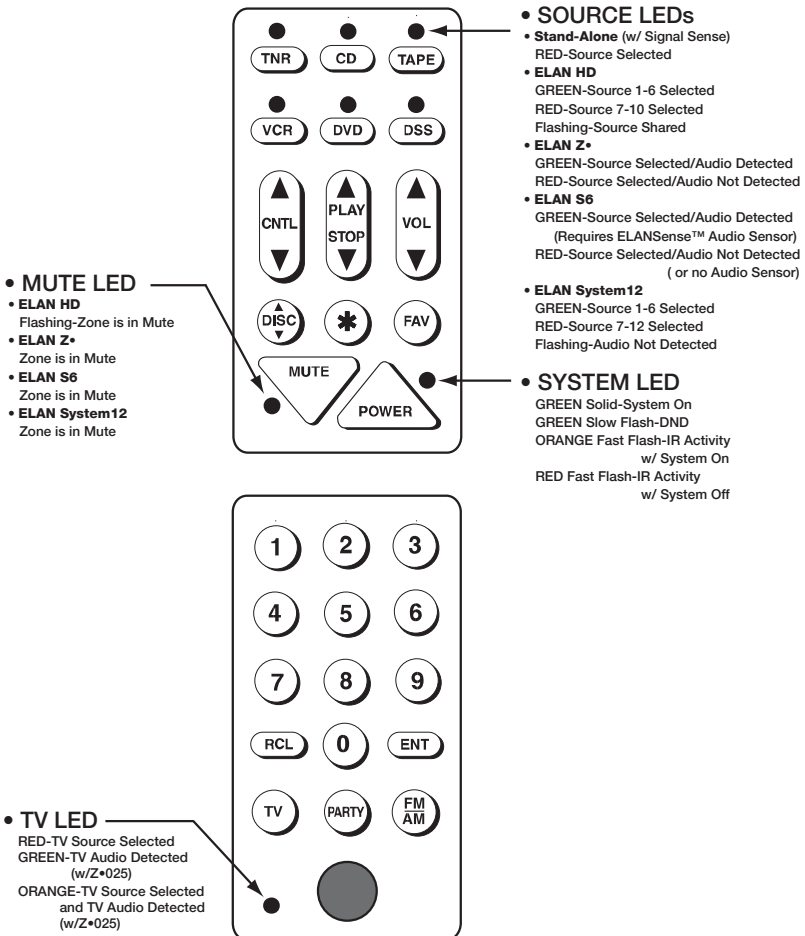 • SOURCE LEDs
• Stand-Alone (w/ Signal Sense)
RED-Source Selected
• ELAN HD
GREEN-Source 1-6 Selected
RED-Source 7-10 Selected
Flashing-Source Shared
• ELAN Z•
GREEN-Source Selected/Audio Detected
RED-Source Selected/Audio Not Detected
• ELAN S6
GREEN-Source Selected/Audio Detected
(Requires ELANSense™ Audio Sensor)
RED-Source Selected/Audio Not Detected
( or no Audio Sensor)
• ELAN System12
GREEN-Source 1-6 Selected
RED-Source 7-12 Selected
Flashing-Audio Not Detected
TNR CD TAPE
VCR DVD DSS
CNTL PLAY STOP VOL
DISC ✱ FAV
MUTE
POWER
• MUTE LED
• ELAN HD
Flashing-Zone is in Mute
• ELAN Z•
Zone is in Mute
• ELAN S6
Zone is in Mute
• ELAN System12
Zone is in Mute
• SYSTEM LED
GREEN Solid-System On
GREEN Slow Flash-DND
ORANGE Fast Flash-IR Activity
w/ System On
RED Fast Flash-IR Activity
w/ System Off
1 2 3
4 5 6
7 8 9
RCL 0 ENT
TV PARTY FM AM
• TV LED
RED-TV Source Selected
GREEN-TV Audio Detected
(w/Z•025)
ORANGE-TV Source Selected
and TV Audio Detected
(w/Z•025)